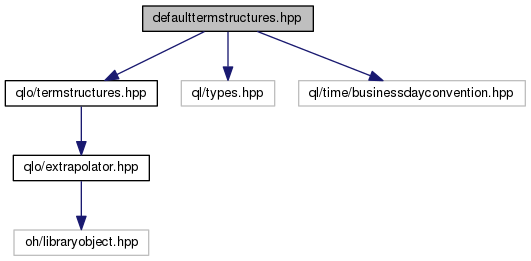 defaulttermstructures.hpp
qlo/termstructures.hpp
ql/types.hpp
ql/time/businessdayconvention.hpp
qlo/extrapolator.hpp
oh/libraryobject.hpp